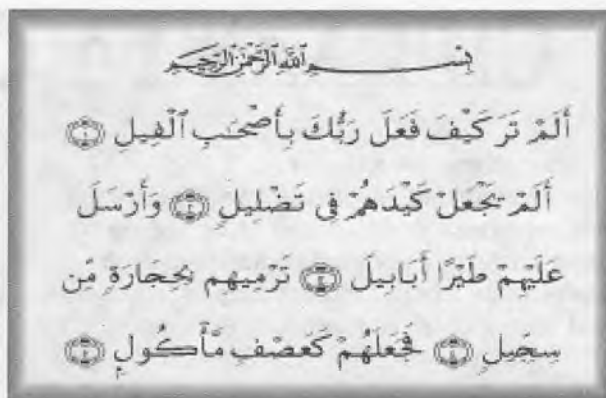 بِسْمِ ٱللَّهِ ٱلرَّحْمَٰنِ ٱلرَّحِيمِ
أَلَمْ تَرَ كَيْفَ فَعَلَ رَبُّكَ بِأَصْحَٰبِ ٱلْفِيلِ ١
أَلَمْ يَجْعَلْ كَيْدَهُمْ فِى تَضْلِيلٍ ٢ وَأَرْسَلَ
عَلَيْهِمْ طَيْرًا أَبَابِيلَ ٣ تَرْمِيهِم بِحِجَارَةٍ مِّن
سِجِّيلٍ ٤ فَجَعَلَهُمْ كَعَصْفٍ مَّأْكُولٍ ٥